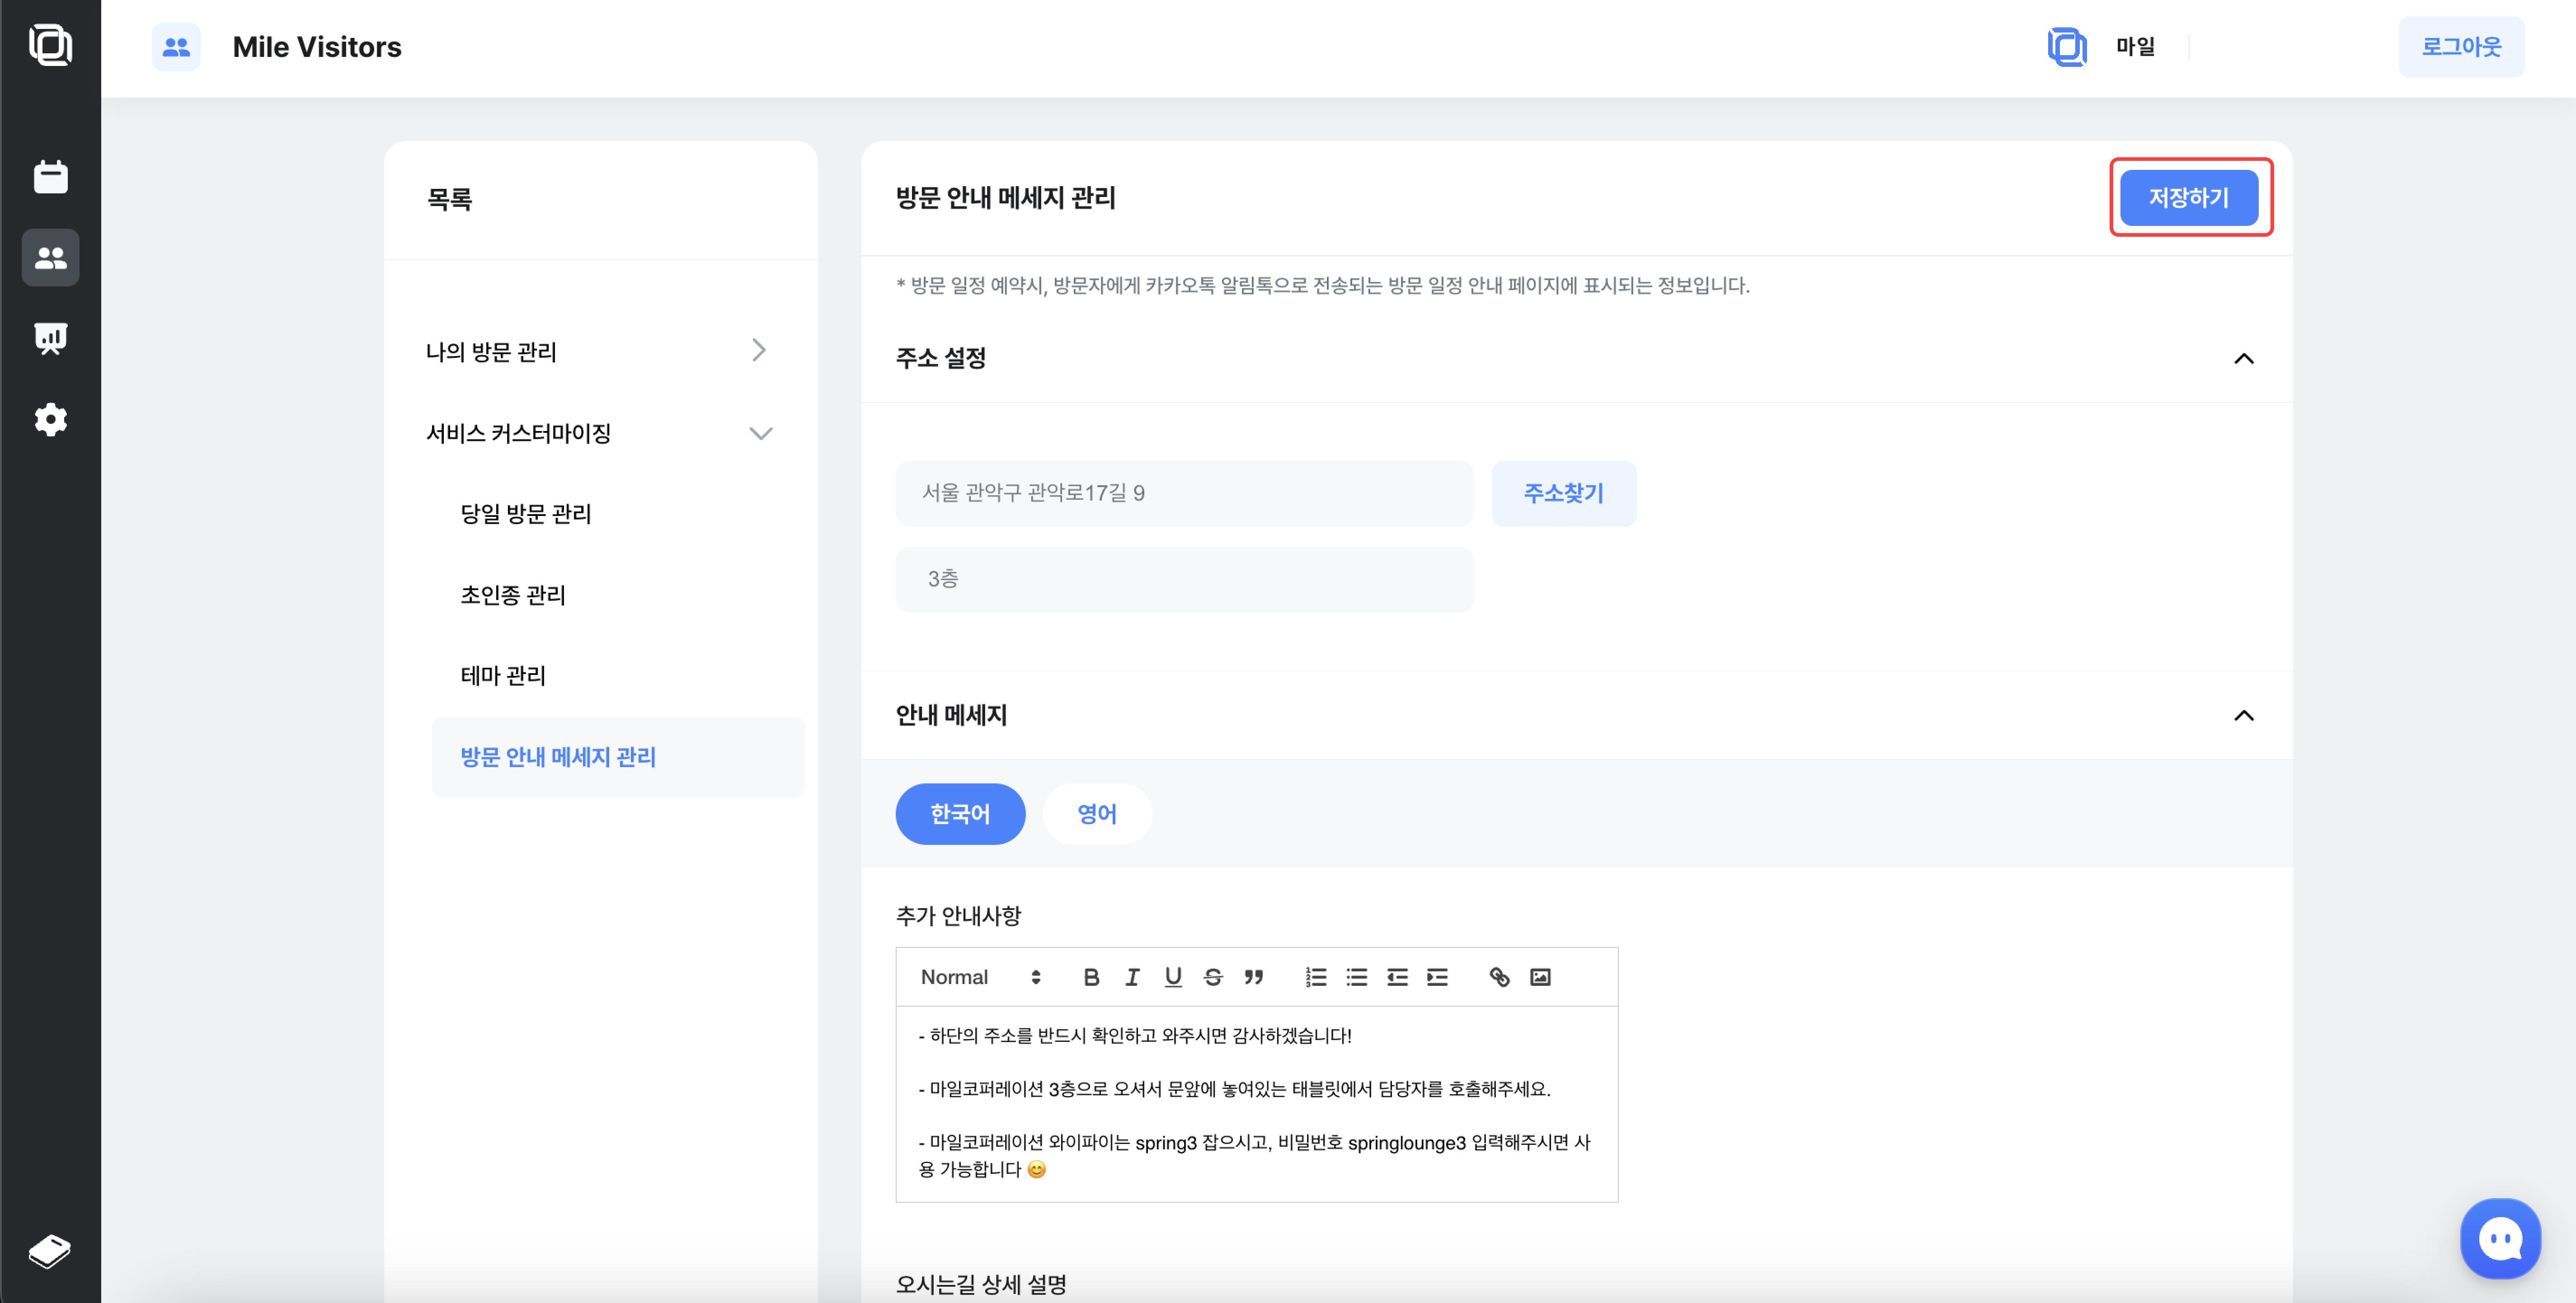 Mile Visitors
마일
로그아웃
목록
나의 방문 관리
서비스 커스터마이징
당일 방문 관리
초인종 관리
테마 관리
방문 안내 메세지 관리
방문 안내 메세지 관리
저장하기
* 방문 일정 예약시, 방문자에게 카카오톡 알림톡으로 전송되는 방문 일정 안내 페이지에 표시되는 정보입니다.
주소 설정
서울 관악구 관악로17길 9
주소찾기
3층
안내 메세지
한국어
영어
추가 안내사항
Normal
- 하단의 주소를 반드시 확인하고 와주시면 감사하겠습니다!
- 마일코퍼레이션 3층으로 오셔서 문앞에 놓여있는 태블릿에서 담당자를 호출해주세요.
- 마일코퍼레이션 와이파이는 spring3 잡으시고, 비밀번호 springlounge3 입력해주시면 사
용 가능합니다 😊
오시는길 상세 설명